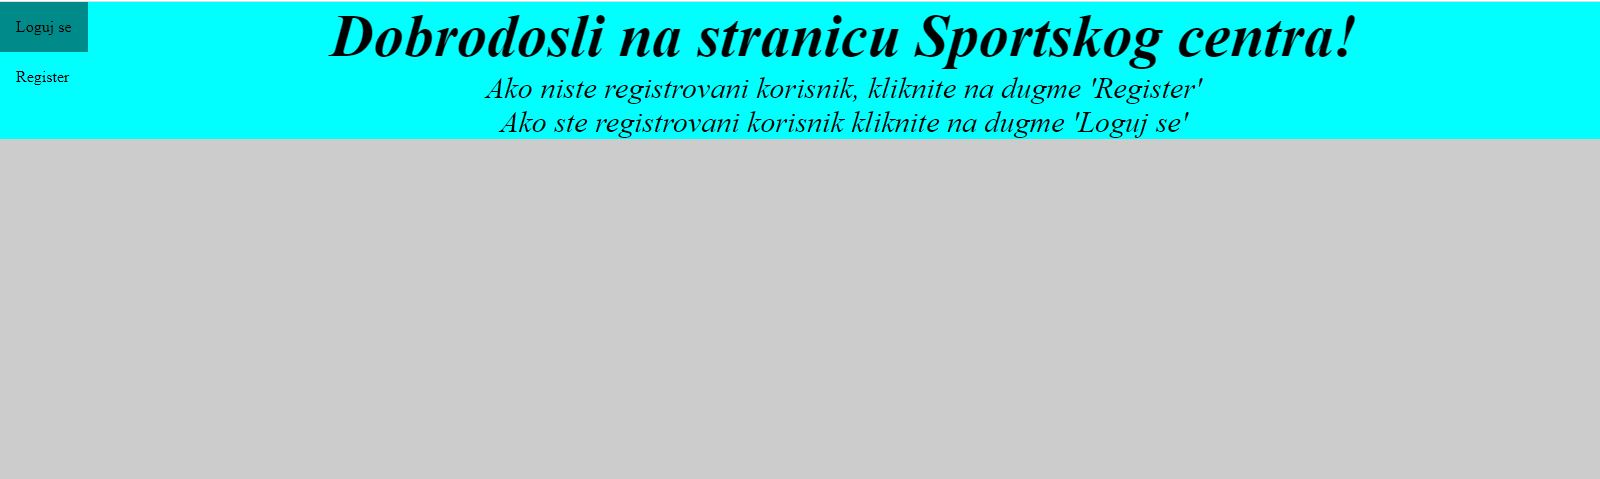 Loguj se
Register
Dobrodosli na stranicu Sportskog centra!
Ako niste registrovani korisnik, kliknite na dugme 'Register'
Ako ste registrovani korisnik kliknite na dugme 'Loguj se'